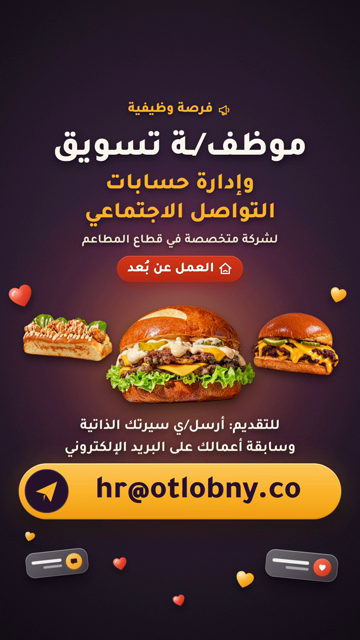 فرصة وظيفية
موظف/ة تسويق
وإدارة حسابات
التواصل الاجتماعي
لشركة متخصصة في قطاع المطاعم
العمل عن بُعد
للتقديم: أرسل/ي سيرتك الذاتية
وسابقة أعمالك على البريد الإلكتروني
hr@otlobny.co